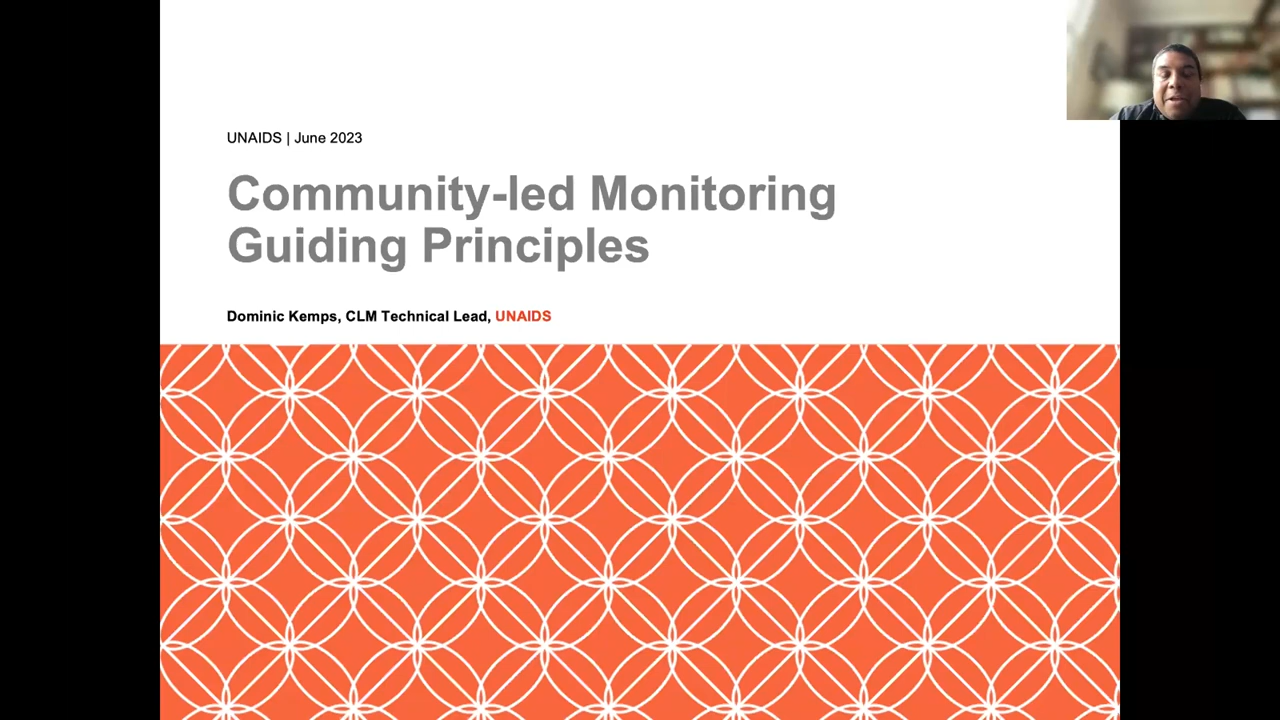 UNAIDS | June 2023
Community-led Monitoring
Guiding Principles
Dominic Kemps, CLM Technical Lead, UNAIDS